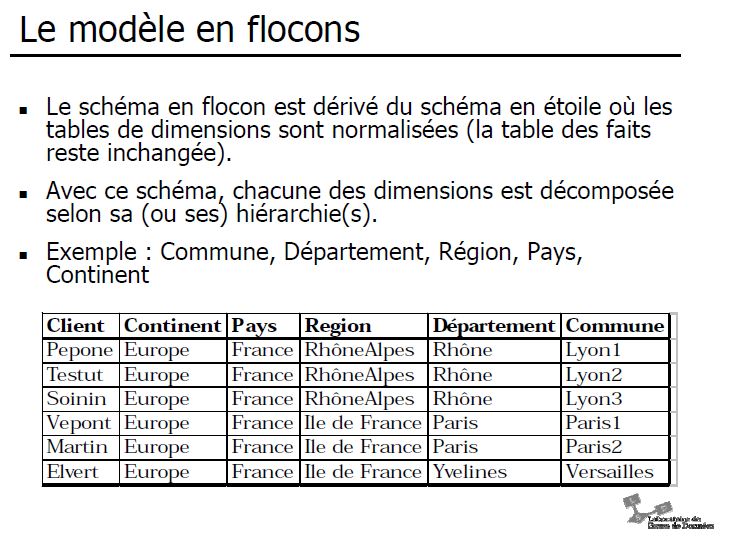 Le modèle en flocons
Le schéma en flocon est dérivé du schéma en étoile où les
tables de dimensions sont normalisées (la table des faits
reste inchangée).
Avec ce schéma, chacune des dimensions est décomposée
selon sa (ou ses) hiérarchie(s).
Exemple : Commune, Département, Région, Pays,
Continent
Client Continent Pays Region Département Commune
Pepone Europe France RhôneAlpes Rhône Lyon1
Testut Europe France RhôneAlpes Rhône Lyon2
Soinin Europe France RhôneAlpes Rhône Lyon3
Vepont Europe France Ile de France Paris Paris1
Martin Europe France Ile de France Paris Paris2
Elvert Europe France Ile de France Yvelines Versailles
Laboratoire de
Bases de Données